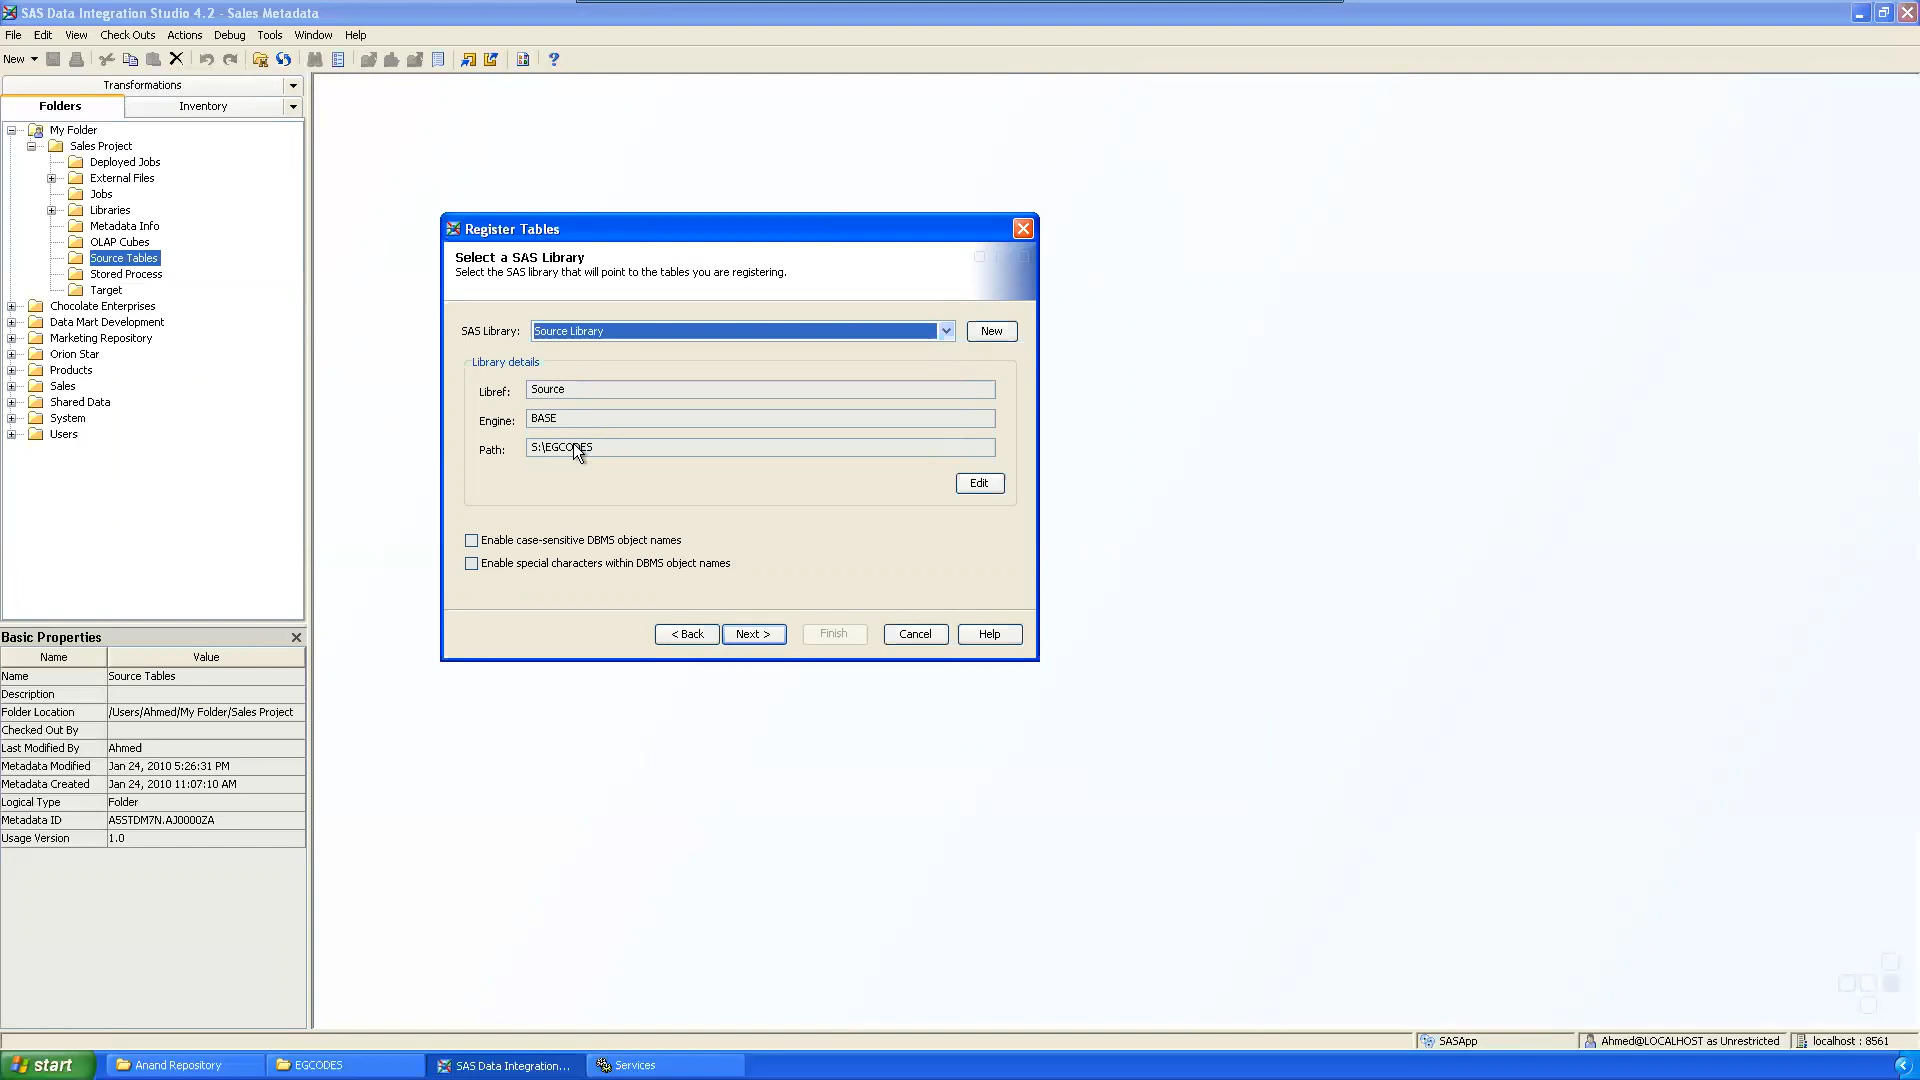 SAS Data Integration Studio 4.2 - Sales Metadata
File Edit View Check Outs Actions Debug Tools Window Help
New
Transformations
Folders Inventory
My Folder
Sales Project
Deployed Jobs
External Files
Jobs
Libraries
Metadata Info
OLAP Cubes
Source Tables
Stored Process
Target
Chocolate Enterprises
Data Mart Development
Marketing Repository
Orion Star
Products
Sales
Shared Data
System
Users
Register Tables
Select a SAS Library
Select the SAS library that will point to the tables you are registering.
SAS Library: Source Library New
Library details
Libref: Source
Engine: BASE
Path: S:\EGCODES
Edit
Enable case-sensitive DBMS object names
Enable special characters within DBMS object names
< Back Next > Finish Cancel Help
Basic Properties
Name Value
Name Source Tables
Description
Folder Location /Users/Ahmed/My Folder/Sales Project
Checked Out By
Last Modified By Ahmed
Metadata Modified Jan 24, 2010 5:26:31 PM
Metadata Created Jan 24, 2010 11:07:10 AM
Logical Type Folder
Metadata ID A5STDM7N.AJ0000ZA
Usage Version 1.0
SASApp Ahmed@LOCALHOST as Unrestricted localhost : 8561
start Anand Repository EGCODES SAS Data Integration... Services